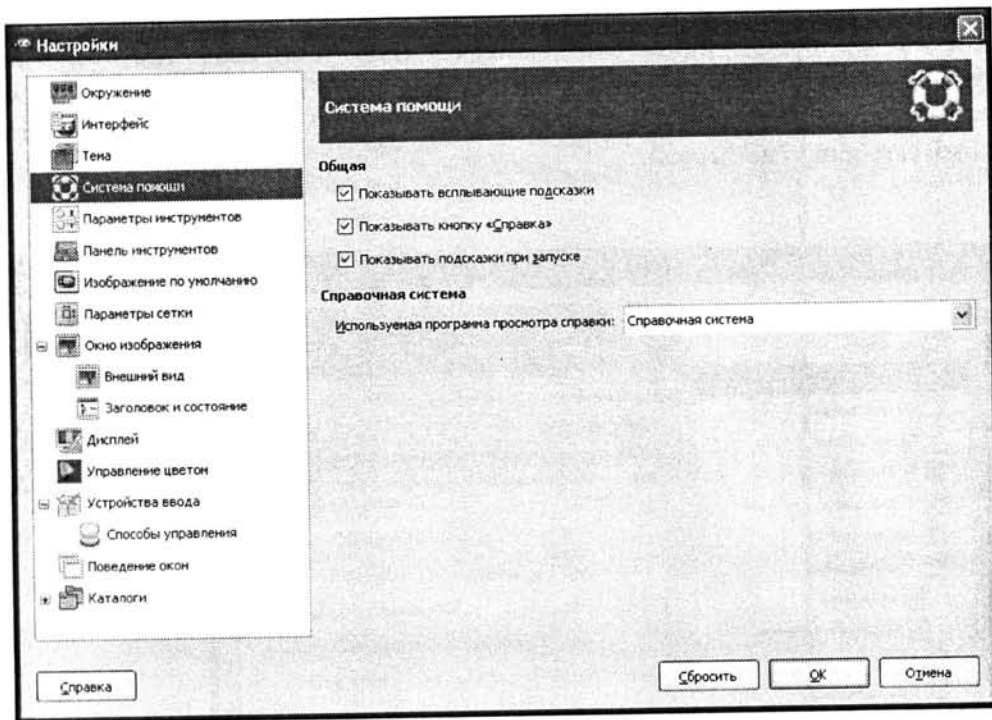 Настройки
Окружение
Интерфейс
Тема
Система помощи
Параметры инструментов
Панель инструментов
Изображение по умолчанию
Параметры сетки
Окно изображения
Внешний вид
Заголовок и состояние
Дисплей
Управление цветом
Устройства ввода
Способы управления
Поведение окон
Каталоги
Система помощи
Общая
Показывать всплывающие подсказки
Показывать кнопку «Справка»
Показывать подсказки при запуске
Справочная система
Используемая программа просмотра справки: Справочная система
Справка
Сбросить
OK
Отмена